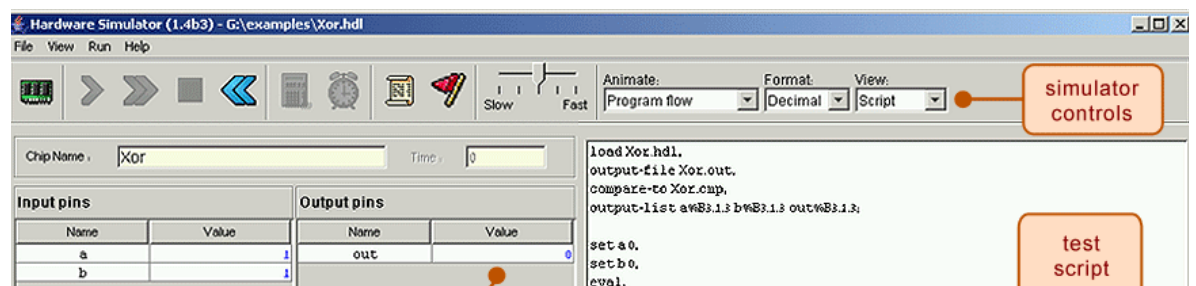 Hardware Simulator (1.4b3) - G:\examples\Xor.hdl
File View Run Help
Animate: Format: View:
Slow Fast Program flow Decimal Script
simulator
controls
Chip Name : Xor Time : 0
load Xor.hdl,
output-file Xor.out,
compare-to Xor.cmp,
output-list a%B3.1.3 b%B3.1.3 out%B3.1.3;
Input pins Output pins
Name Value Name Value
a 1 out 0
b 1
set a 0,
set b 0,
eval,
test
script